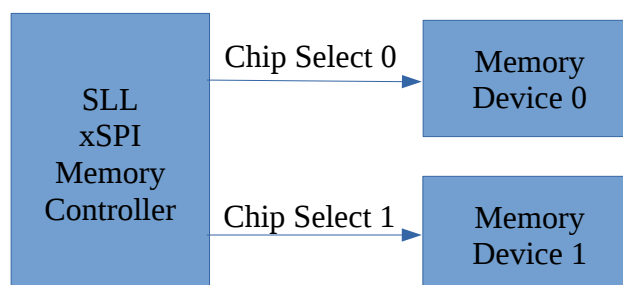 SLL
xSPI
Memory
Controller
Chip Select 0
Memory
Device 0
Chip Select 1
Memory
Device 1